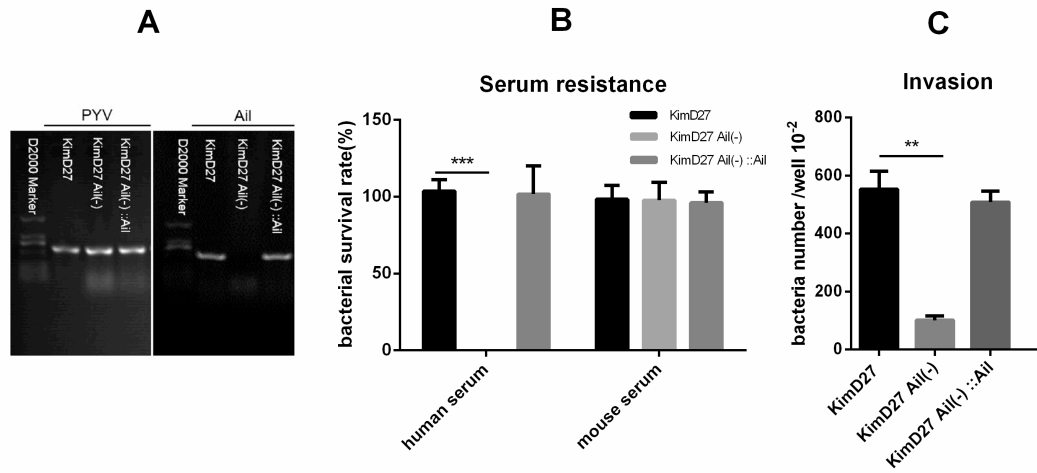 A
PYV
Ail
D2000 Marker
KimD27
KimD27 Ail(-)
KimD27 Ail(-) ::Ail
D2000 Marker
KimD27
KimD27 Ail(-)
KimD27 Ail(-) ::Ail
B
Serum resistance
KimD27
KimD27 Ail(-)
KimD27 Ail(-) ::Ail
bacterial survival rate(%)
150
100
50
0
***
human serum
mouse serum
C
Invasion
bacteria number /well 10-2
800
600
400
200
0
**
KimD27
KimD27 Ail(-)
KimD27 Ail(-) ::Ail